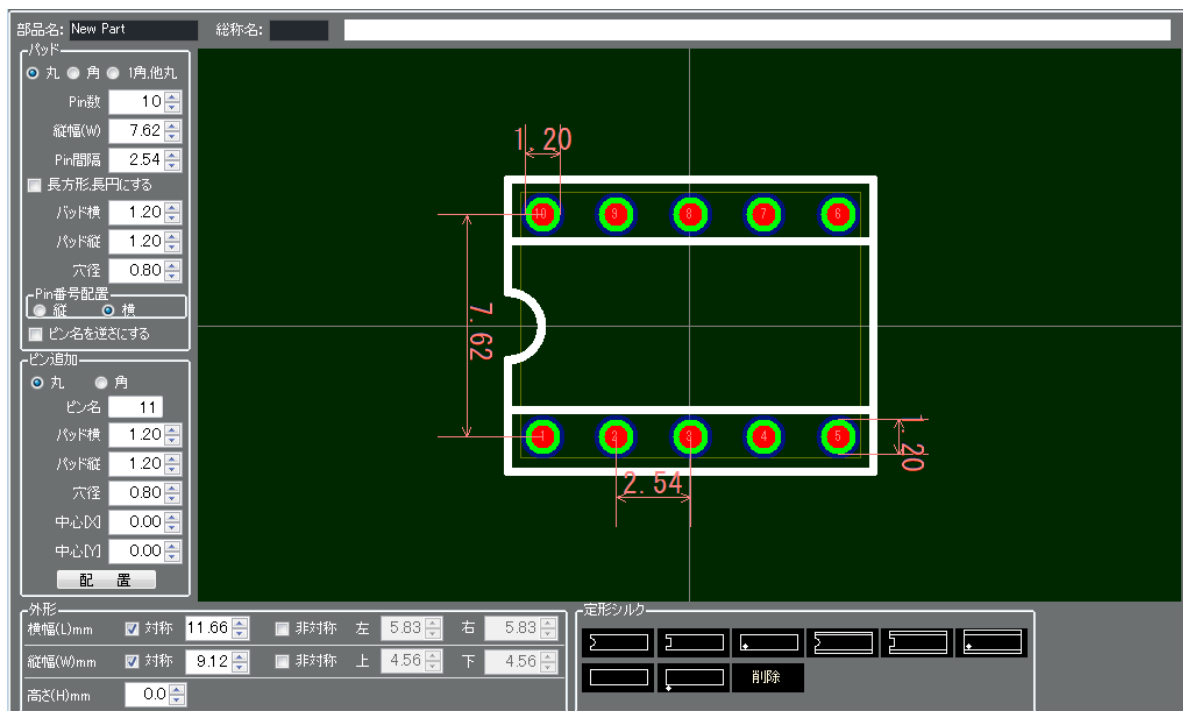 部品名: New Part 総称名:
パッド
丸 角 1角,他丸
Pin数 10
縦幅(W) 7.62
Pin間隔 2.54
長方形,長円にする
パッド横 1.20
パッド縦 1.20
穴径 0.80
Pin番号配置
縦 横
ピン名を逆さにする
ピン追加
丸 角
ピン名 11
パッド横 1.20
パッド縦 1.20
穴径 0.80
中心[X] 0.00
中心[Y] 0.00
配 置
1.20
10 9 8 7 6
7.62
1 2 3 4 5
1.20
2.54
外形
横幅(L)mm 対称 11.66 非対称 左 5.83 右 5.83
縦幅(W)mm 対称 9.12 非対称 上 4.56 下 4.56
高さ(H)mm 0.0
定形シルク
削除